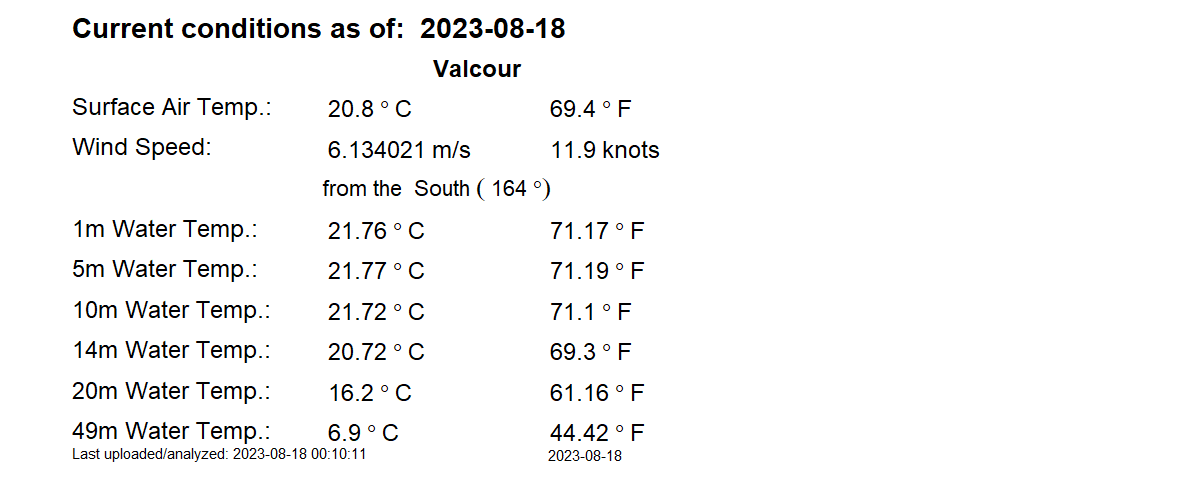 Current conditions as of:  2023-08-18
Valcour
Surface Air Temp.: 20.8 ° C 69.4 ° F
Wind Speed: 6.134021 m/s 11.9 knots
from the  South ( 164 °)
1m Water Temp.: 21.76 ° C 71.17 ° F
5m Water Temp.: 21.77 ° C 71.19 ° F
10m Water Temp.: 21.72 ° C 71.1 ° F
14m Water Temp.: 20.72 ° C 69.3 ° F
20m Water Temp.: 16.2 ° C 61.16 ° F
49m Water Temp.: 6.9 ° C 44.42 ° F
Last uploaded/analyzed: 2023-08-18 00:10:11 2023-08-18